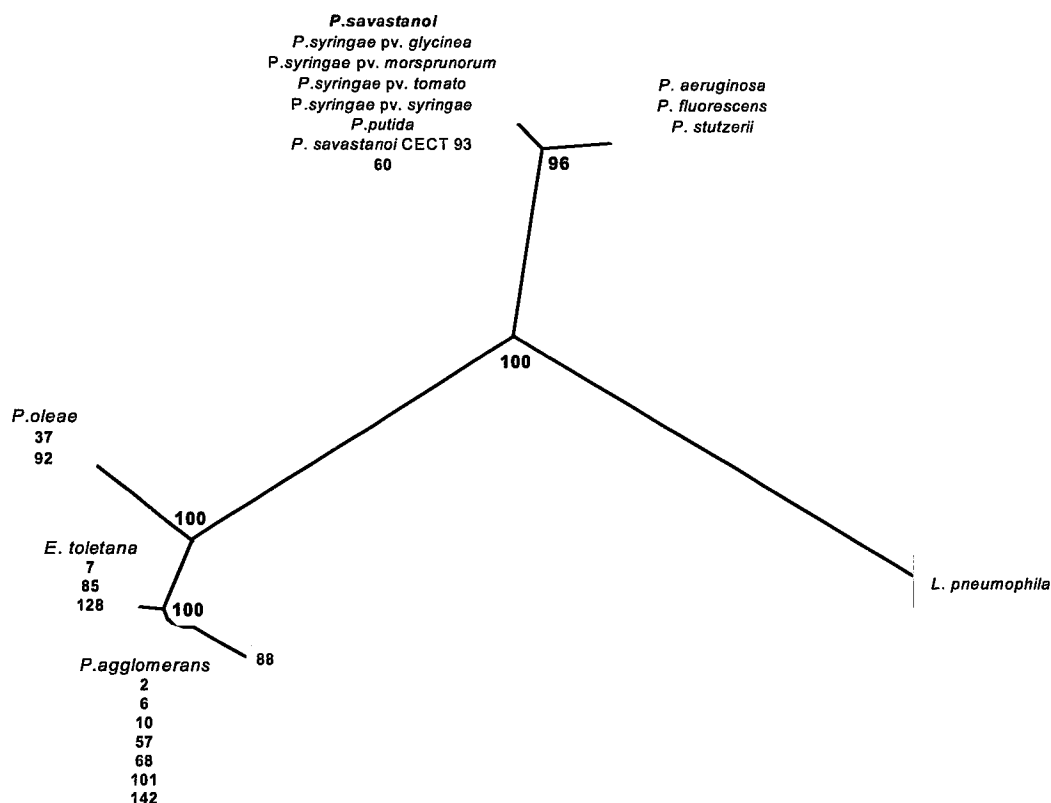 P.savastanoi
P.syringae pv. glycinea
P.syringae pv. morsprunorum
P.syringae pv. tomato
P.syringae pv. syringae
P.putida
P. savastanoi CECT 93
60
P. aeruginosa
P. fluorescens
P. stutzerii
96
100
P.oleae
37
92
100
E. toletana
7
85
128
100
L. pneumophila
88
P.agglomerans
2
6
10
57
68
101
142